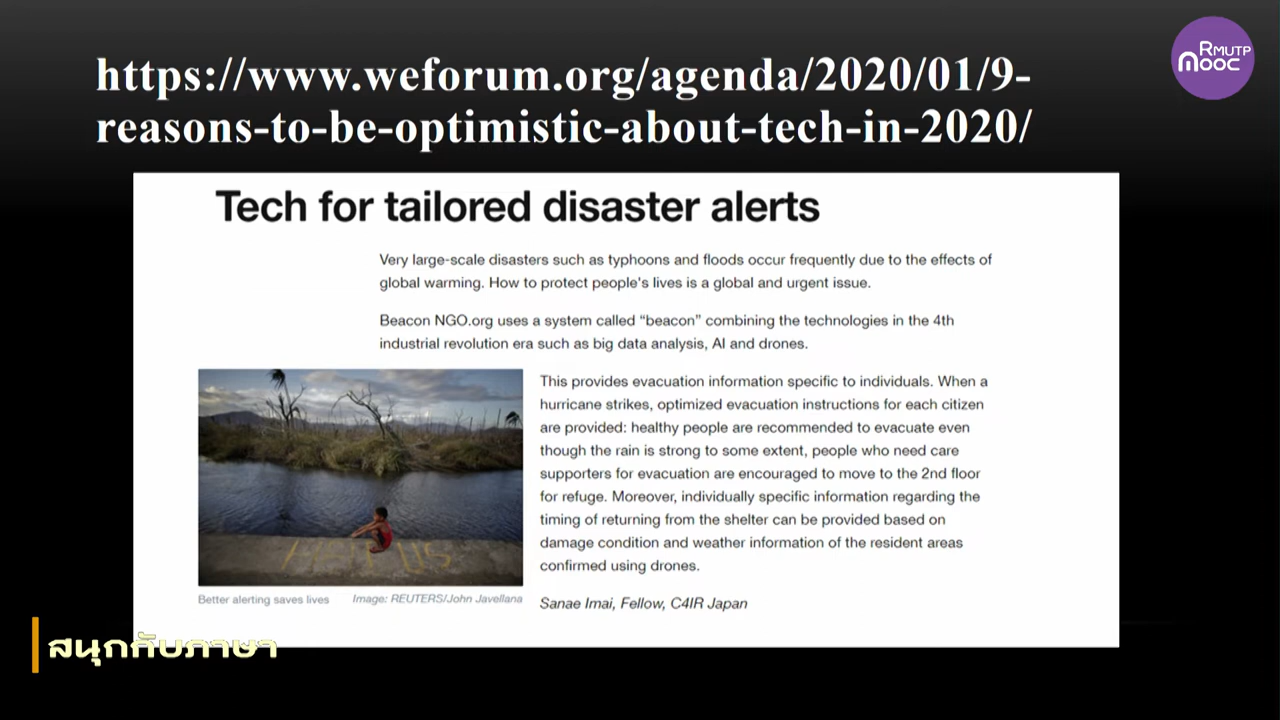 https://www.weforum.org/agenda/2020/01/9-
reasons-to-be-optimistic-about-tech-in-2020/
RMUTP
mooc
Tech for tailored disaster alerts
Very large-scale disasters such as typhoons and floods occur frequently due to the effects of
global warming. How to protect people's lives is a global and urgent issue.
Beacon NGO.org uses a system called “beacon” combining the technologies in the 4th
industrial revolution era such as big data analysis, AI and drones.
This provides evacuation information specific to individuals. When a
hurricane strikes, optimized evacuation instructions for each citizen
are provided: healthy people are recommended to evacuate even
though the rain is strong to some extent, people who need care
supporters for evacuation are encouraged to move to the 2nd floor
for refuge. Moreover, individually specific information regarding the
timing of returning from the shelter can be provided based on
damage condition and weather information of the resident areas
confirmed using drones.
Sanae Imai, Fellow, C4IR Japan
HELP US
Better alerting saves lives
Image: REUTERS/John Javellana
สนุกกับภาษา